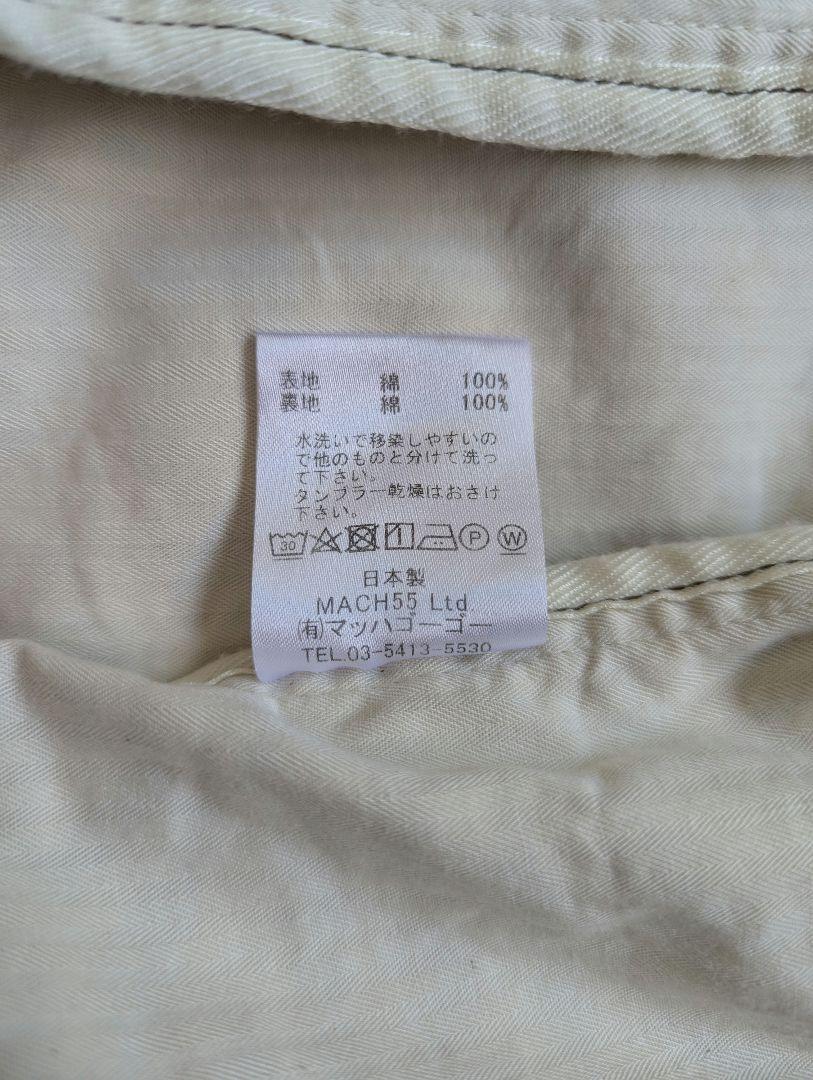 表地 綿 100%
裏地 綿 100%
水洗いで移染しやすいの
で他のものと分けて洗っ
て下さい。
タンブラー乾燥はおさけ
下さい。
30 P W
日本製
MACH55 Ltd
㈲マッハゴーゴー
TEL.03-5413-5530